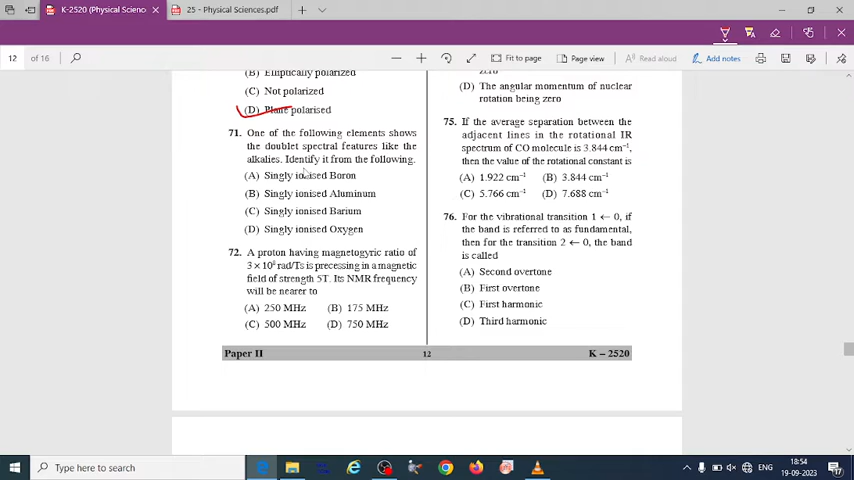 K-2520 (Physical Scienc
25 - Physical Sciences.pdf
12 of 16
Fit to page
Page view
Read aloud
Add notes
(B) Elliptically polarized
(C) Not polarized
(D) Plane polarised
71. One of the following elements shows
the doublet spectral features like the
alkalies. Identify it from the following.
(A) Singly ionised Boron
(B) Singly ionised Aluminum
(C) Singly ionised Barium
(D) Singly ionised Oxygen
72. A proton having magnetogyric ratio of
3 × 10⁸ rad/Ts is precessing in a magnetic
field of strength 5T. Its NMR frequency
will be nearer to
(A) 250 MHz (B) 175 MHz
(C) 500 MHz (D) 750 MHz
zero
(D) The angular momentum of nuclear
rotation being zero
75. If the average separation between the
adjacent lines in the rotational IR
spectrum of CO molecule is 3.844 cm⁻¹,
then the value of the rotational constant is
(A) 1.922 cm⁻¹ (B) 3.844 cm⁻¹
(C) 5.766 cm⁻¹ (D) 7.688 cm⁻¹
76. For the vibrational transition 1 ← 0, if
the band is referred to as fundamental,
then for the transition 2 ← 0, the band
is called
(A) Second overtone
(B) First overtone
(C) First harmonic
(D) Third harmonic
Paper II 12 K – 2520
Type here to search
ENG
18:54
19-09-2023